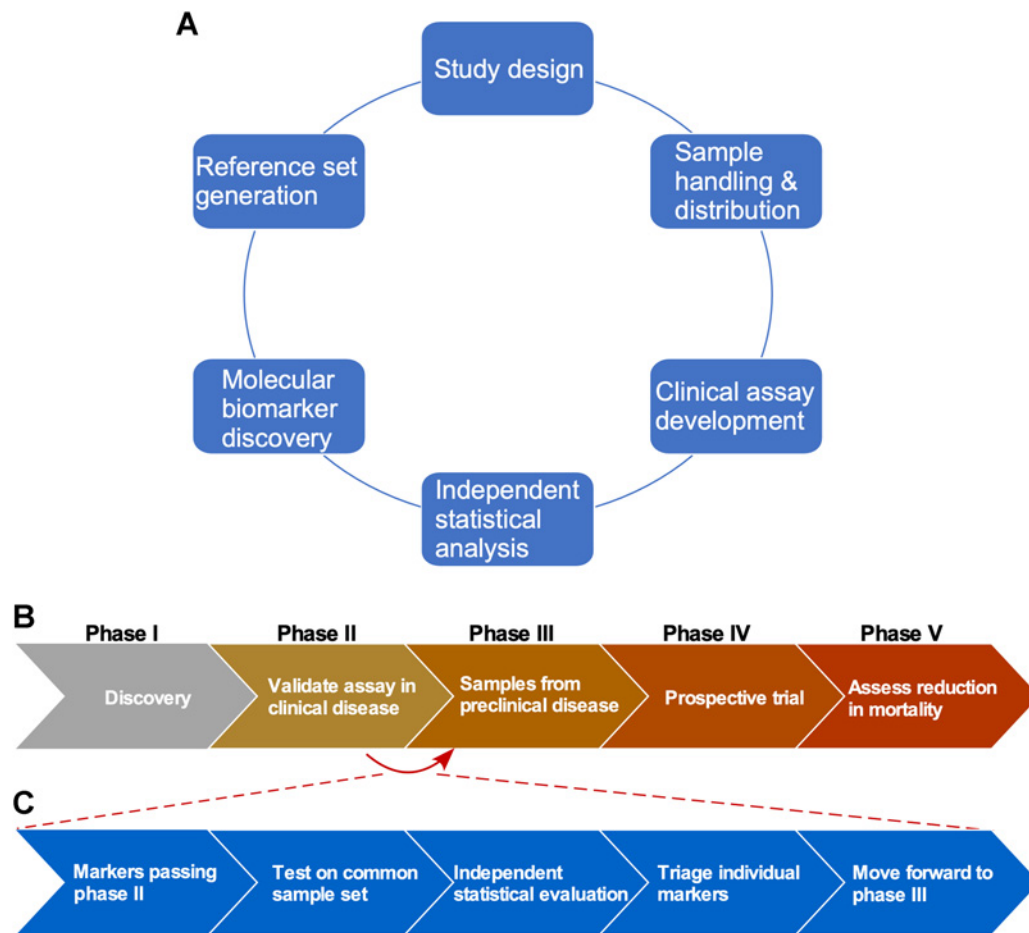 A
Study design
Reference set
generation
Sample
handling &
distribution
Molecular
biomarker
discovery
Clinical assay
development
Independent
statistical
analysis
B
Phase I
Phase II
Phase III
Phase IV
Phase V
Discovery
Validate assay in
clinical disease
Samples from
preclinical disease
Prospective trial
Assess reduction
in mortality
C
Markers passing
phase II
Test on common
sample set
Independent
statistical evaluation
Triage individual
markers
Move forward to
phase III